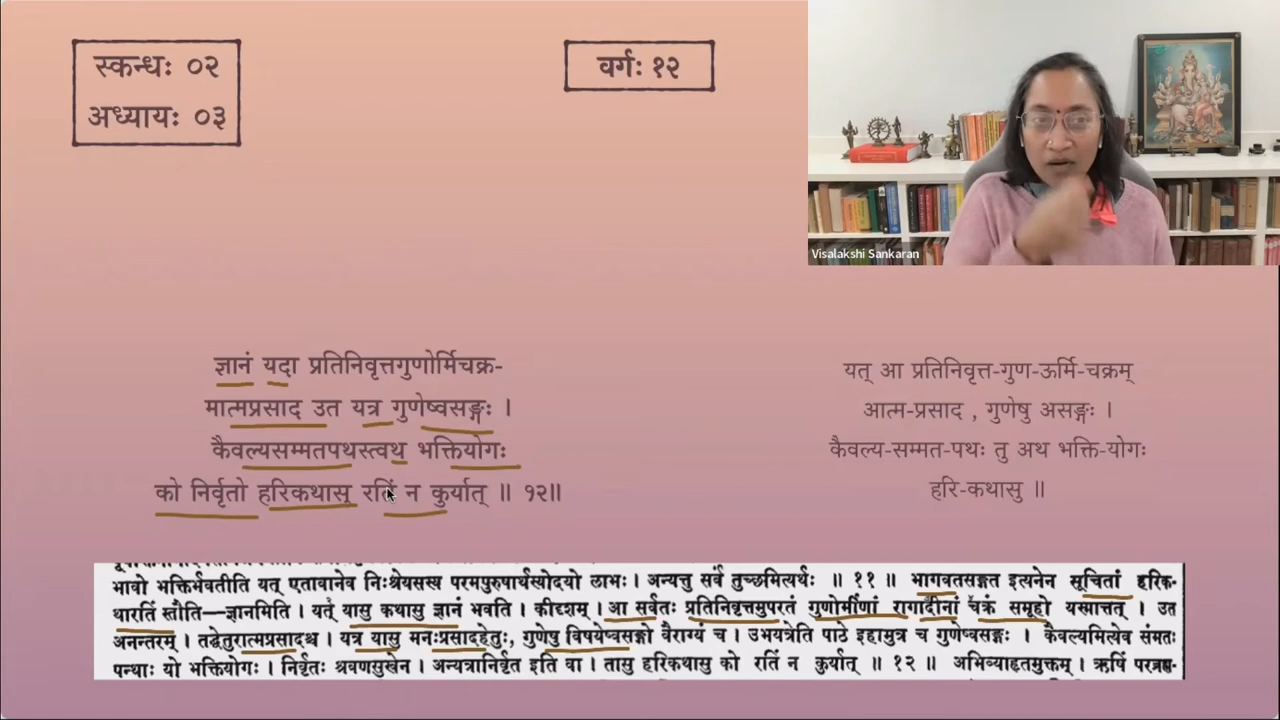 स्कन्धः ०२
अध्यायः ०३
वर्गः १२
Visalakshi Sankaran
ज्ञानं यदा प्रतिनिवृत्तगुणोर्मिचक्र-
मात्मप्रसाद उत यत्र गुणेष्वसङ्गः ।
कैवल्यसम्मतपथस्त्वथ भक्तियोगः
को निर्वृतो हरिकथासु रतिं न कुर्यात् ॥ १२॥
यत् आ प्रतिनिवृत्त-गुण-ऊर्मि-चक्रम्
आत्म-प्रसाद , गुणेषु असङ्गः ।
कैवल्य-सम्मत-पथः तु अथ भक्ति-योगः
हरि-कथासु ॥
भावो भक्तिर्भवतीति यत् एतावानेव निःश्रेयसस्य परमपुरुषार्थस्योदयो लाभः । अन्यत्तु सर्वं तुच्छमित्यर्थः ॥ ११ ॥ भागवतसङ्गत इत्यनेन सूचितां हरिक-
थारतिं स्तौति—ज्ञानमिति । यत् यासु कथासु ज्ञानं भवति । कीदृशम् । आ सर्वतः प्रतिनिवृत्तमुपरतं गुणोर्मीणां रागादीनां चक्रं समूहो यस्मात्तत् । उत
अनन्तरम् । तद्धेतुरात्मप्रसादश्च । यत्र यासु मनःप्रसादहेतुः, गुणेषु विषयेष्वसङ्गो वैराग्यं च । उभयत्रेति पाठे इहामुत्र च गुणेष्वसङ्गः । कैवल्यमित्येव संमतः
पन्थाः यो भक्तियोगः । निर्वृतः श्रवणसुखेन । अन्यत्रानिर्वृत इति वा । तासु हरिकथासु को रतिं न कुर्यात् ॥ १२ ॥ अभिव्याहृतमुक्तम् । ऋषिं